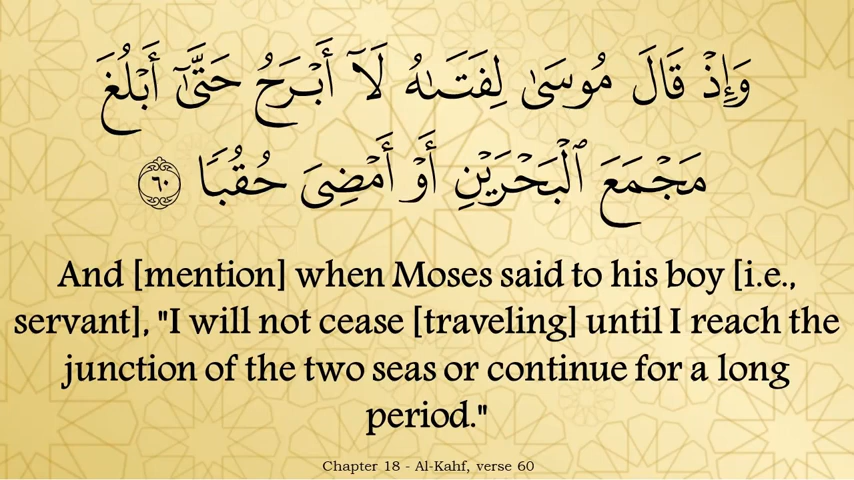 وَإِذْ قَالَ مُوسَىٰ لِفَتَىٰهُ لَآ أَبْرَحُ حَتَّىٰٓ أَبْلُغَ
مَجْمَعَ ٱلْبَحْرَيْنِ أَوْ أَمْضِىَ حُقُبًا ٦٠
And [mention] when Moses said to his boy [i.e.,
servant], "I will not cease [traveling] until I reach the
junction of the two seas or continue for a long
period."
Chapter 18 - Al-Kahf, verse 60